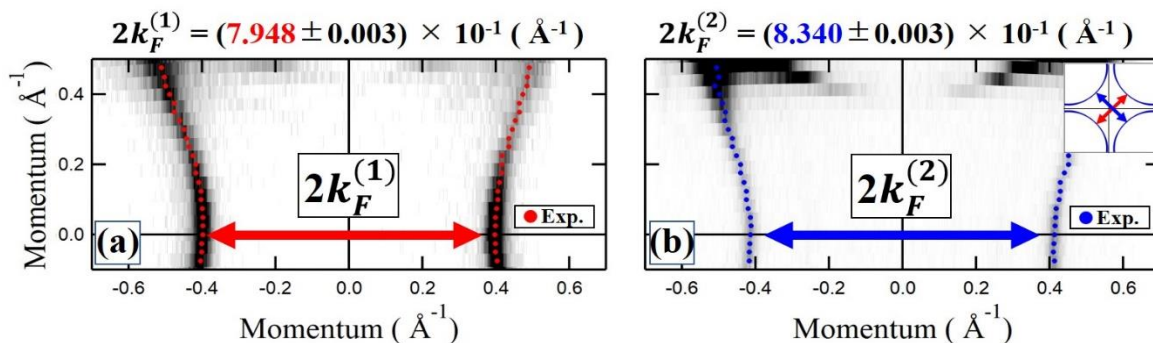 2k_F^(1) = (7.948 ± 0.003) × 10⁻¹ ( Å⁻¹)
2k_F^(2) = (8.340 ± 0.003) × 10⁻¹ ( Å⁻¹)
Momentum ( Å⁻¹)
0.4
0.2
0.0
2k_F^(1)
Exp.
(a)
-0.6 -0.4 -0.2 0.0 0.2 0.4 0.6
Momentum ( Å⁻¹)
2k_F^(2)
Exp.
(b)
-0.6 -0.4 -0.2 0.0 0.2 0.4 0.6
Momentum ( Å⁻¹)